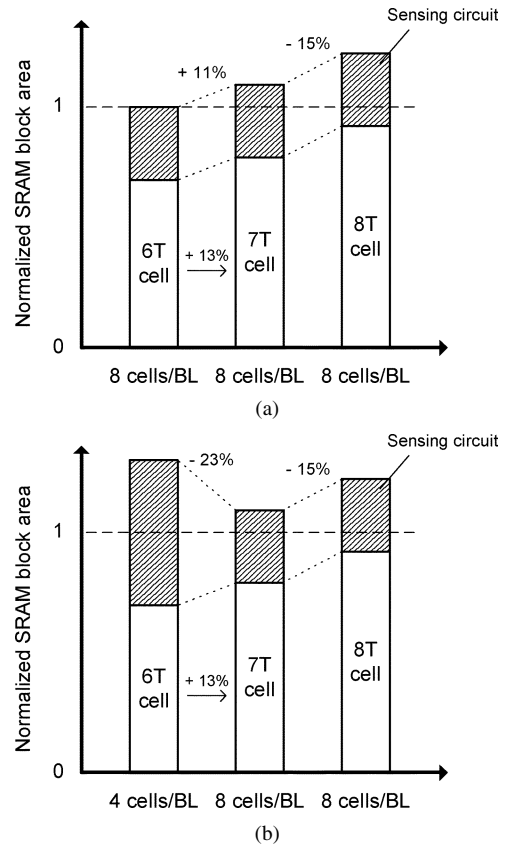 Sensing circuit
- 15%
+ 11%
1
Normalized SRAM block area
6T
cell
+ 13%
7T
cell
8T
cell
0
8 cells/BL 8 cells/BL 8 cells/BL
(a)
Sensing circuit
- 23%
- 15%
1
Normalized SRAM block area
6T
cell
+ 13%
7T
cell
8T
cell
0
4 cells/BL 8 cells/BL 8 cells/BL
(b)